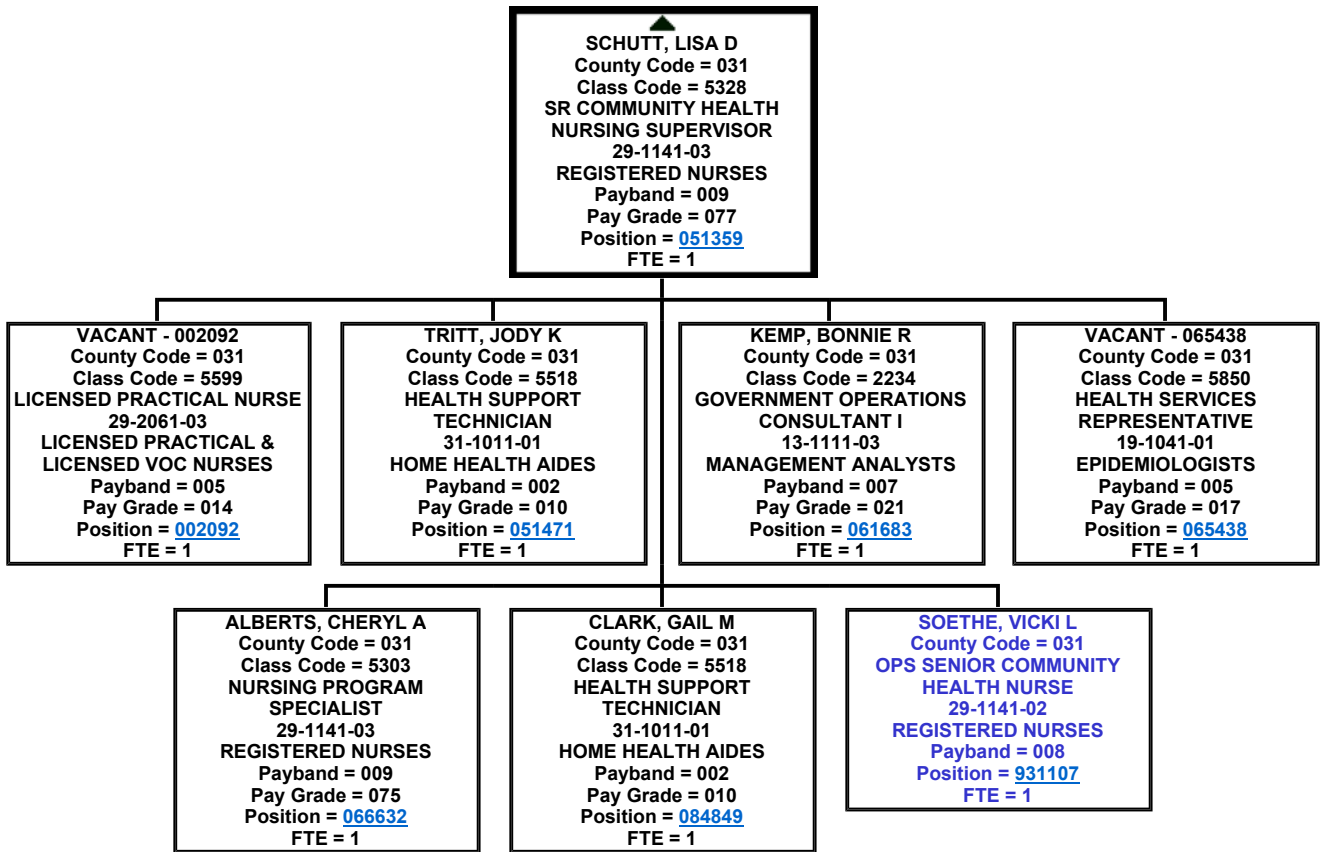 SCHUTT, LISA D
County Code = 031
Class Code = 5328
SR COMMUNITY HEALTH
NURSING SUPERVISOR
29-1141-03
REGISTERED NURSES
Payband = 009
Pay Grade = 077
Position = 051359
FTE = 1
VACANT - 002092
County Code = 031
Class Code = 5599
LICENSED PRACTICAL NURSE
29-2061-03
LICENSED PRACTICAL &
LICENSED VOC NURSES
Payband = 005
Pay Grade = 014
Position = 002092
FTE = 1
TRITT, JODY K
County Code = 031
Class Code = 5518
HEALTH SUPPORT
TECHNICIAN
31-1011-01
HOME HEALTH AIDES
Payband = 002
Pay Grade = 010
Position = 051471
FTE = 1
KEMP, BONNIE R
County Code = 031
Class Code = 2234
GOVERNMENT OPERATIONS
CONSULTANT I
13-1111-03
MANAGEMENT ANALYSTS
Payband = 007
Pay Grade = 021
Position = 061683
FTE = 1
VACANT - 065438
County Code = 031
Class Code = 5850
HEALTH SERVICES
REPRESENTATIVE
19-1041-01
EPIDEMIOLOGISTS
Payband = 005
Pay Grade = 017
Position = 065438
FTE = 1
ALBERTS, CHERYL A
County Code = 031
Class Code = 5303
NURSING PROGRAM
SPECIALIST
29-1141-03
REGISTERED NURSES
Payband = 009
Pay Grade = 075
Position = 066632
FTE = 1
CLARK, GAIL M
County Code = 031
Class Code = 5518
HEALTH SUPPORT
TECHNICIAN
31-1011-01
HOME HEALTH AIDES
Payband = 002
Pay Grade = 010
Position = 084849
FTE = 1
SOETHE, VICKI L
County Code = 031
OPS SENIOR COMMUNITY
HEALTH NURSE
29-1141-02
REGISTERED NURSES
Payband = 008
Position = 931107
FTE = 1